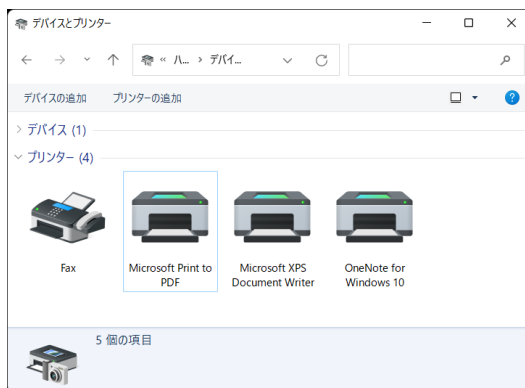 デバイスとプリンター
« ハ... › デバイ...
デバイスの追加 プリンターの追加
デバイス (1)
プリンター (4)
Fax
Microsoft Print to
PDF
Microsoft XPS
Document Writer
OneNote for
Windows 10
5 個の項目